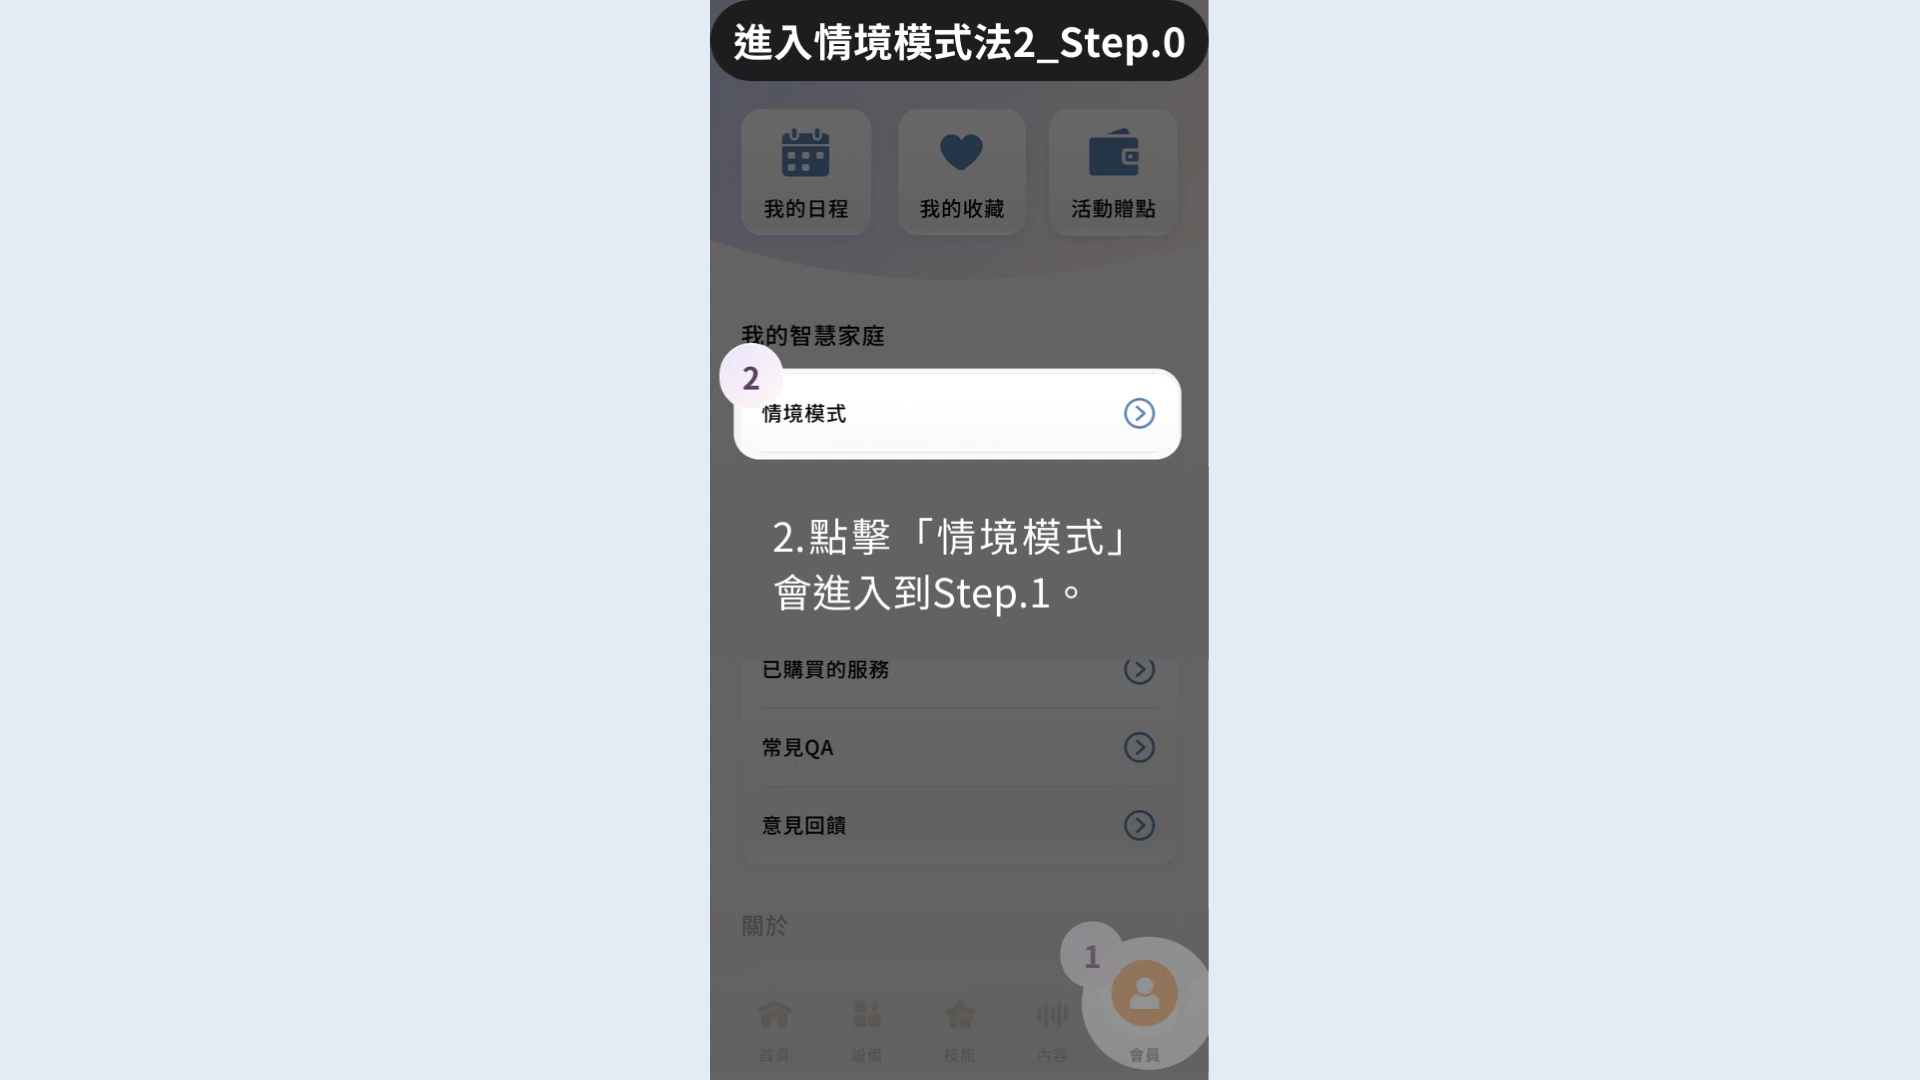 進入情境模式法2_Step.0
我的日程
我的收藏
活動贈點
我的智慧家庭
2
情境模式
2.點擊「情境模式」
會進入到Step.1。
已購買的服務
常見QA
意見回饋
關於
1
首頁
設備
技能
內容
會員